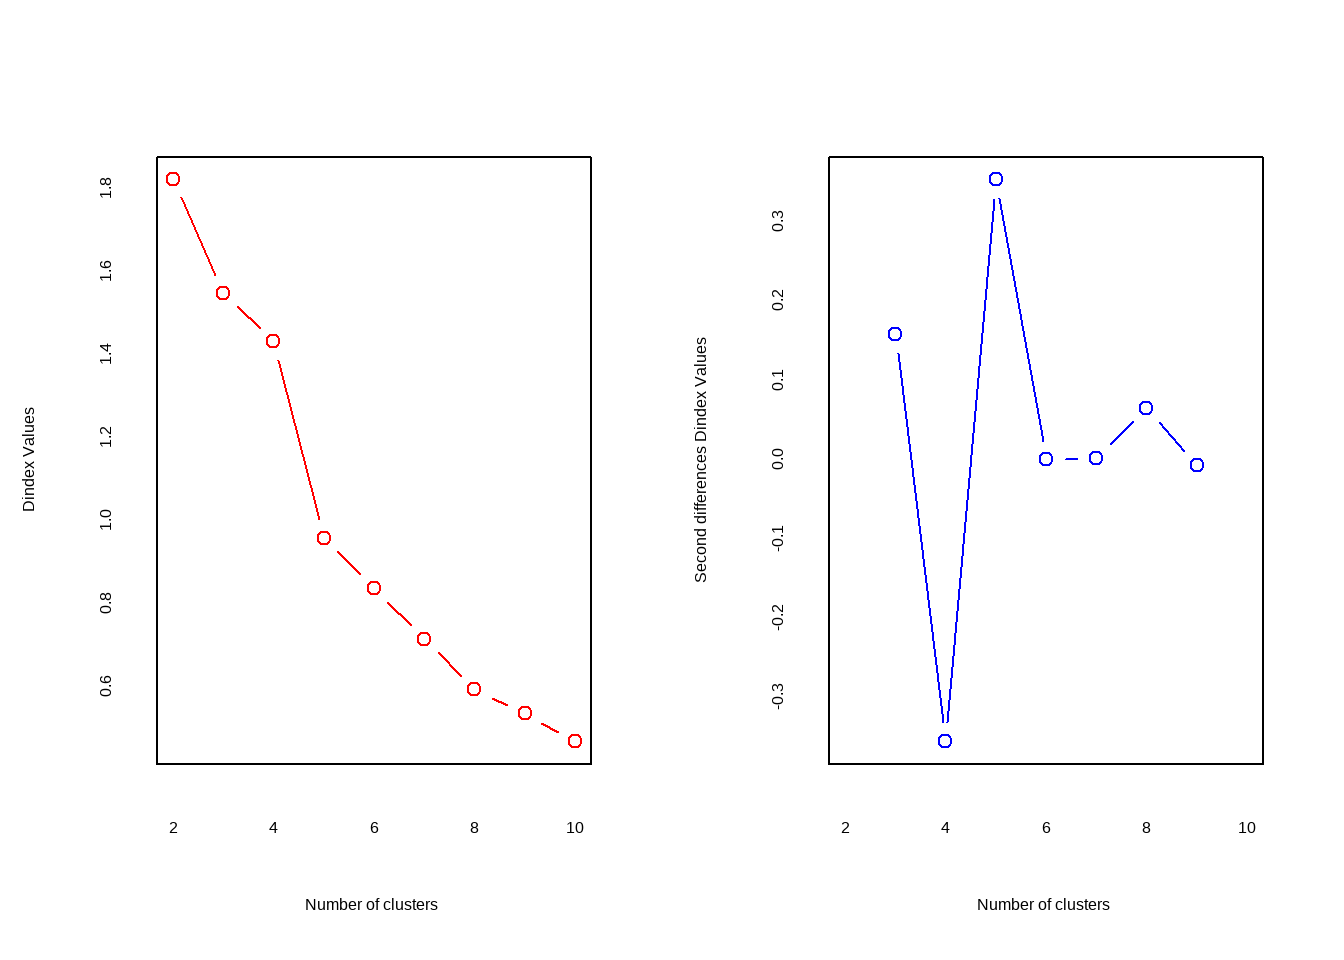 Dindex Values
1.8
1.6
1.4
1.2
1.0
0.8
0.6
2 4 6 8 10
Number of clusters
Second differences Dindex Values
0.3
0.2
0.1
0.0
-0.1
-0.2
-0.3
2 4 6 8 10
Number of clusters